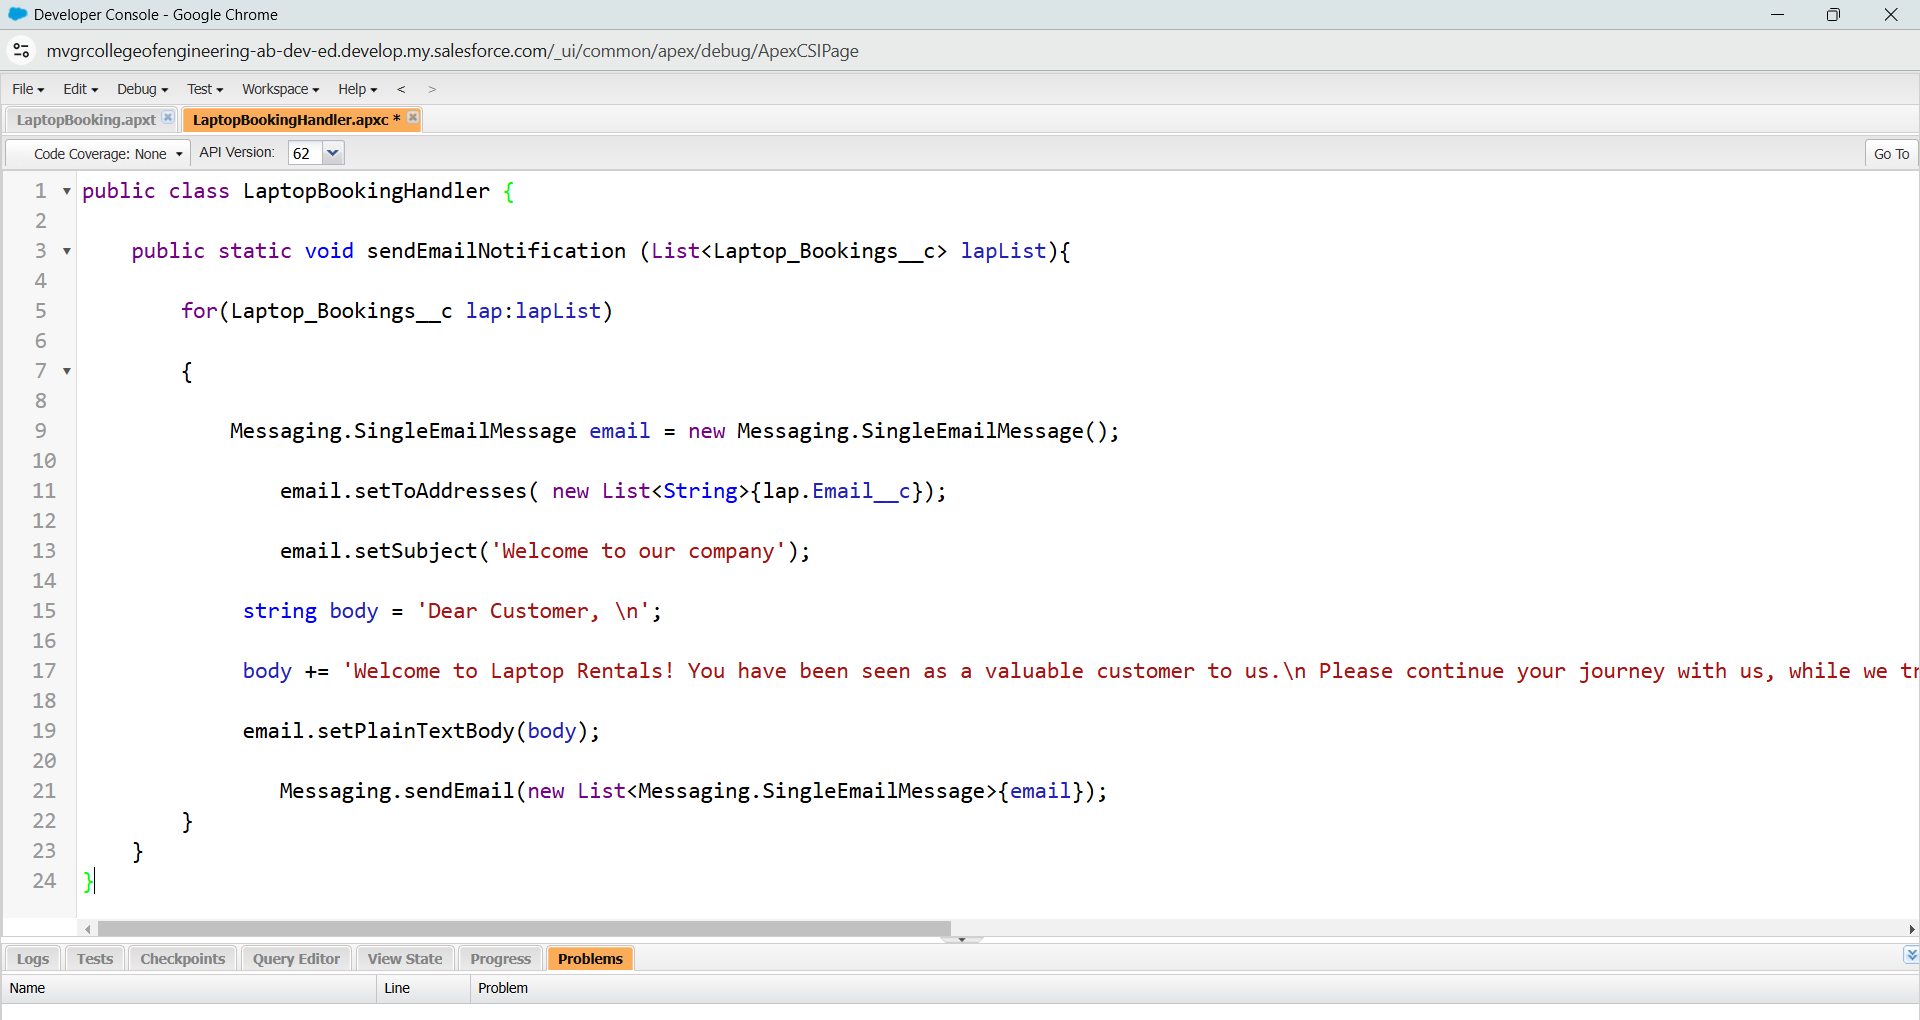 Developer Console - Google Chrome
mvgrcollegeofengineering-ab-dev-ed.develop.my.salesforce.com/_ui/common/apex/debug/ApexCSIPage
File Edit Debug Test Workspace Help < >
LaptopBooking.apxt LaptopBookingHandler.apxc *
Code Coverage: None API Version: 62 Go To
1 public class LaptopBookingHandler {
2
3 public static void sendEmailNotification (List<Laptop_Bookings__c> lapList){
4
5 for(Laptop_Bookings__c lap:lapList)
6
7 {
8
9 Messaging.SingleEmailMessage email = new Messaging.SingleEmailMessage();
10
11 email.setToAddresses( new List<String>{lap.Email__c});
12
13 email.setSubject('Welcome to our company');
14
15 string body = 'Dear Customer, \n';
16
17 body += 'Welcome to Laptop Rentals! You have been seen as a valuable customer to us.\n Please continue your journey with us, while we
18
19 email.setPlainTextBody(body);
20
21 Messaging.sendEmail(new List<Messaging.SingleEmailMessage>{email});
22 }
23 }
24 }
Logs Tests Checkpoints Query Editor View State Progress Problems
Name Line Problem